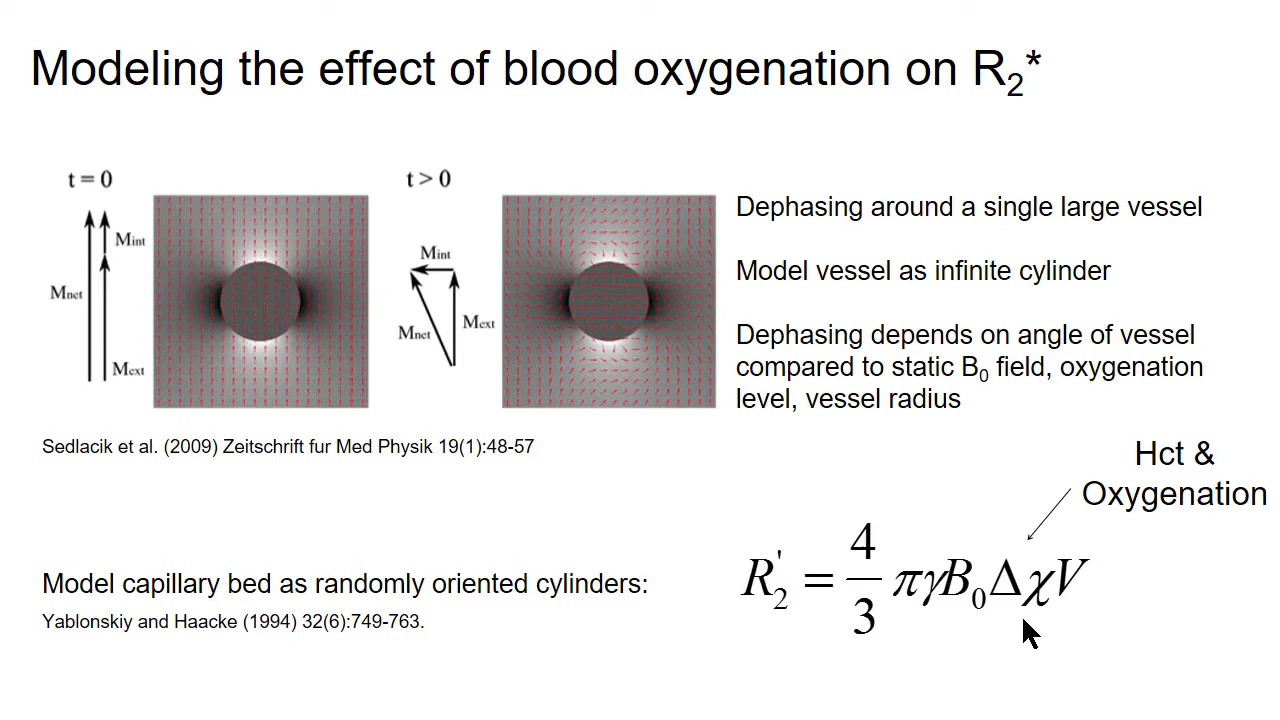 Modeling the effect of blood oxygenation on R₂*
t = 0
Mint
Mnet
Mext
t > 0
Mint
Mnet
Mext
Dephasing around a single large vessel
Model vessel as infinite cylinder
Dephasing depends on angle of vessel
compared to static B₀ field, oxygenation
level, vessel radius
Sedlacik et al. (2009) Zeitschrift fur Med Physik 19(1):48-57
Hct &
Oxygenation
Model capillary bed as randomly oriented cylinders:
Yablonskiy and Haacke (1994) 32(6):749-763.
R₂' = 4/3 πγB₀ΔχV